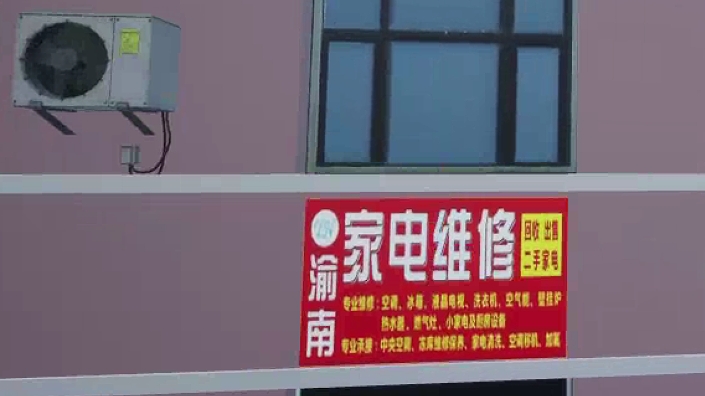 渝南
家电维修
回收 出售
二手家电
专业维修：空调、冰箱、液晶电视、洗衣机、空气能、壁挂炉
热水器、燃气灶、小家电及厨房设备
专业承接：中央空调、冻库维修保养、家电清洗、空调移机、加氟